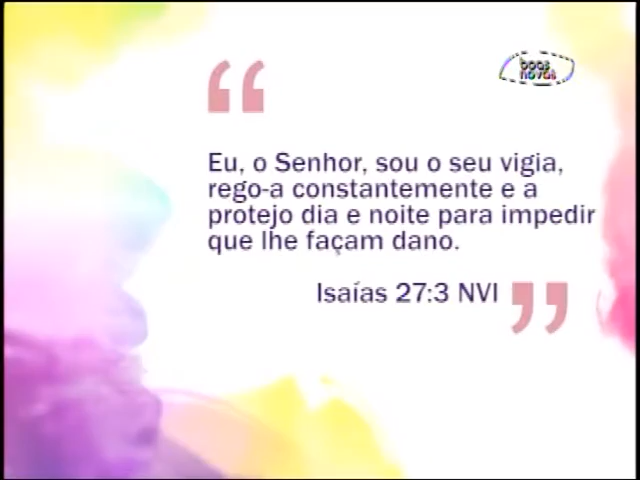 boas
novas
“
Eu, o Senhor, sou o seu vigia,
rego-a constantemente e a
protejo dia e noite para impedir
que lhe façam dano.
Isaías 27:3 NVI ”